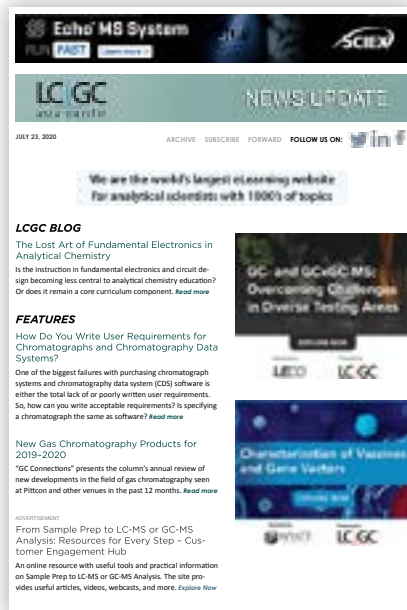 Echo® MS System
RUN FAST Learn more ›
SCIEX
LC|GC
asia pacific
NEWS UPDATE
JULY 23, 2020
ARCHIVE SUBSCRIBE FORWARD FOLLOW US ON:
We are the world's largest eLearning website
for analytical scientists with 1000's of topics
LCGC BLOG
The Lost Art of Fundamental Electronics in
Analytical Chemistry
Is the instruction in fundamental electronics and circuit de-
sign becoming less central to analytical chemistry education?
Or does it remain a core curriculum component. Read more
FEATURES
How Do You Write User Requirements for
Chromatographs and Chromatography Data
Systems?
One of the biggest failures with purchasing chromatograph
systems and chromatography data system (CDS) software is
either the total lack of or poorly written user requirements.
So, how can you write acceptable requirements? Is specifying
a chromatograph the same as software? Read more
New Gas Chromatography Products for
2019–2020
"GC Connections" presents the column's annual review of
new developments in the field of gas chromatography seen
at Pittcon and other venues in the past 12 months. Read more
ADVERTISEMENT
From Sample Prep to LC-MS or GC-MS
Analysis: Resources for Every Step – Cus-
tomer Engagement Hub
An online resource with useful tools and practical information
on Sample Prep to LC-MS or GC-MS Analysis. The site pro-
vides useful articles, videos, webcasts, and more. Explore Now
GC- and GCxGC-MS:
Overcoming Challenges
in Diverse Testing Areas
EXPLORE NOW
LECO LC|GC
Characterization of Vaccines
and Gene Vectors
EXPLORE NOW
WYATT LC|GC